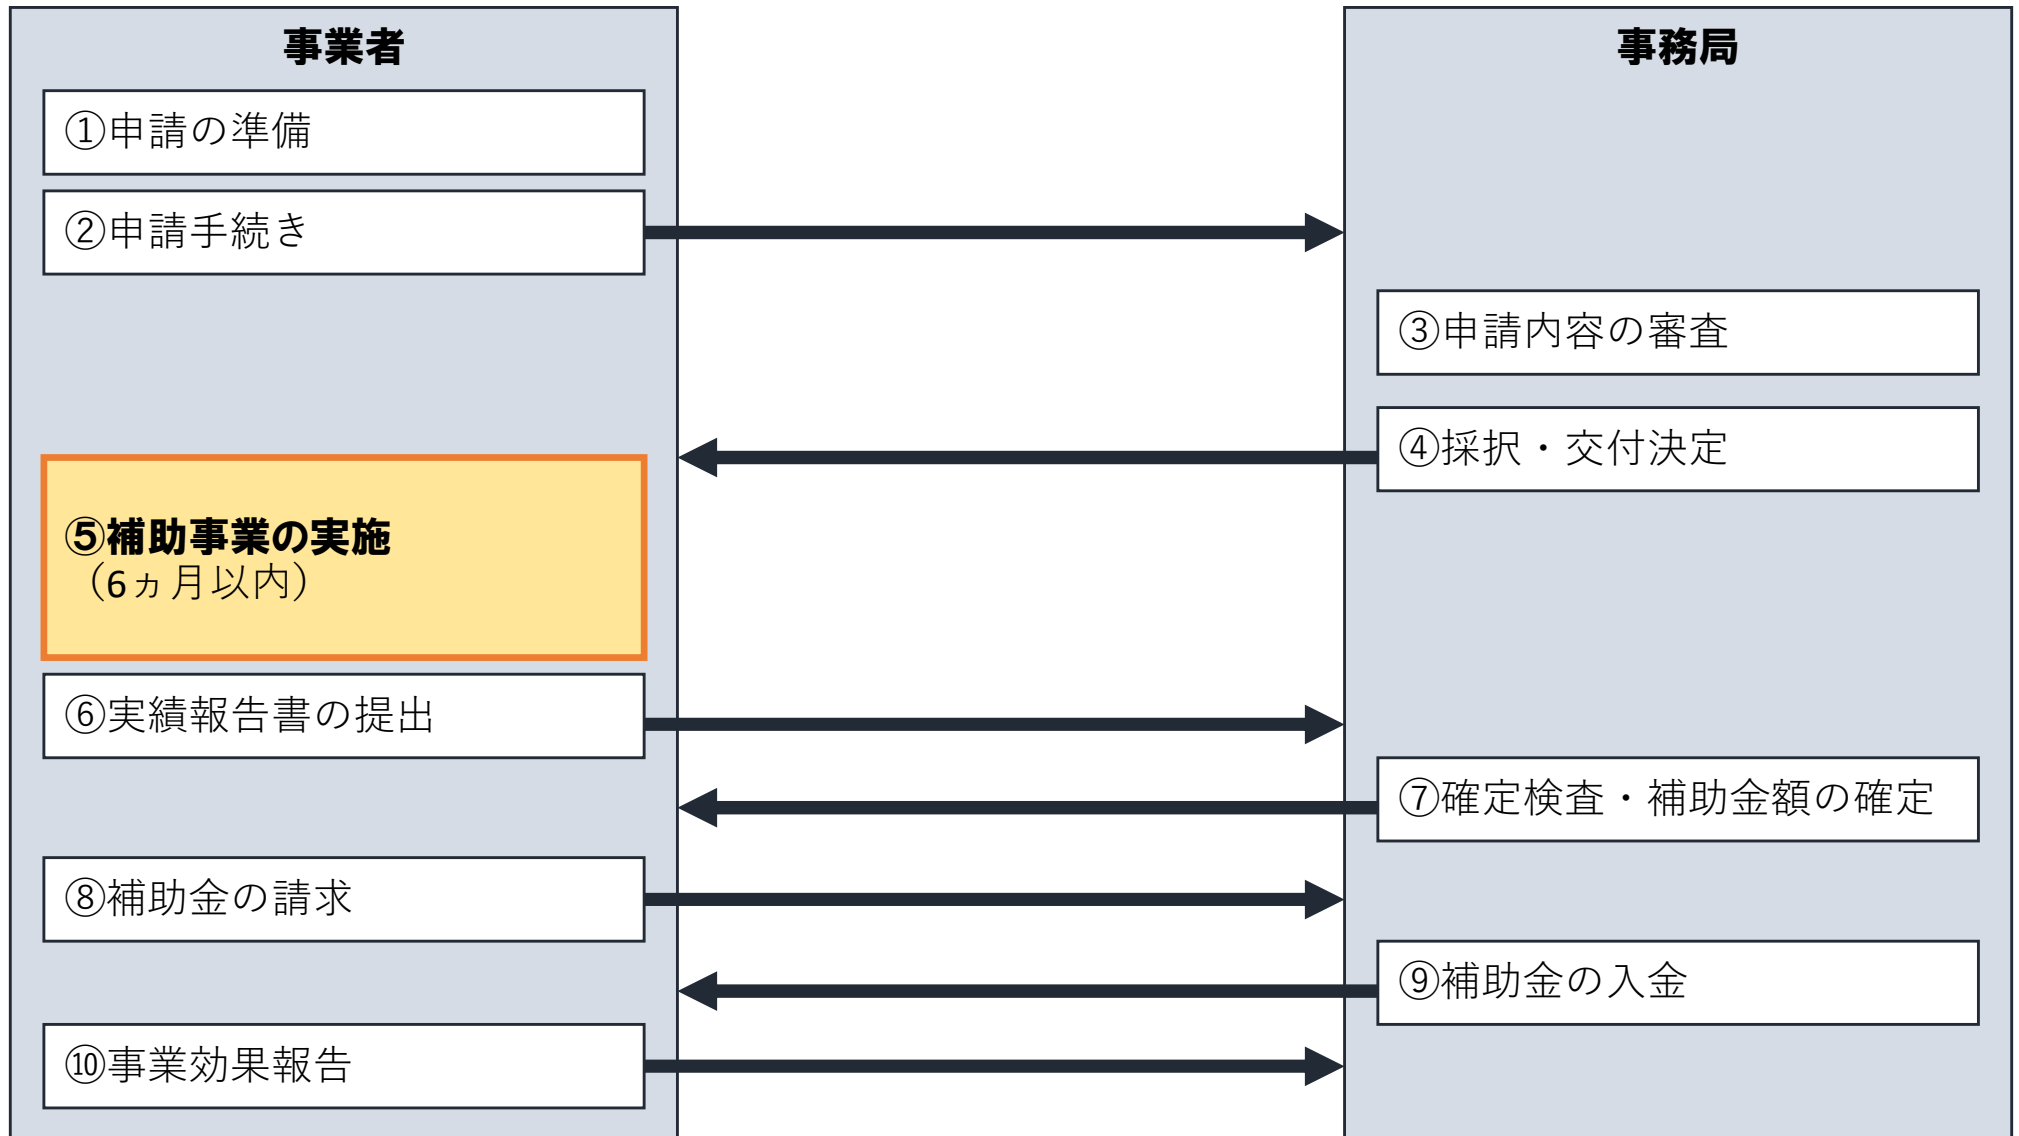 事業者
事務局
①申請の準備
②申請手続き
③申請内容の審査
④採択・交付決定
⑤補助事業の実施
（6ヵ月以内）
⑥実績報告書の提出
⑦確定検査・補助金額の確定
⑧補助金の請求
⑨補助金の入金
⑩事業効果報告